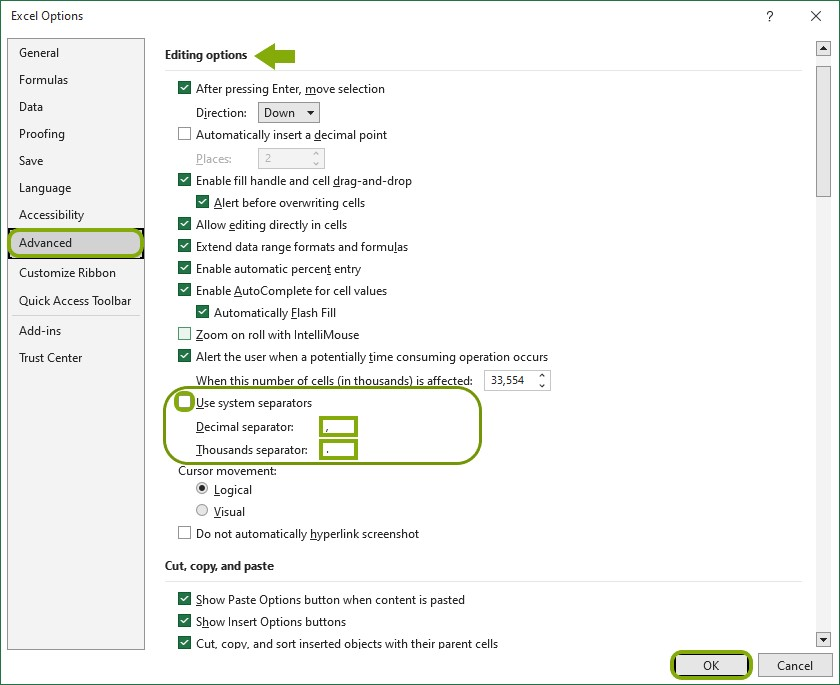 Excel Options
?
General
Formulas
Data
Proofing
Save
Language
Accessibility
Advanced
Customize Ribbon
Quick Access Toolbar
Add-ins
Trust Center
Editing options
After pressing Enter, move selection
Direction: Down
Automatically insert a decimal point
Places: 2
Enable fill handle and cell drag-and-drop
Alert before overwriting cells
Allow editing directly in cells
Extend data range formats and formulas
Enable automatic percent entry
Enable AutoComplete for cell values
Automatically Flash Fill
Zoom on roll with IntelliMouse
Alert the user when a potentially time consuming operation occurs
When this number of cells (in thousands) is affected: 33,554
Use system separators
Decimal separator: ,
Thousands separator: .
Cursor movement:
Logical
Visual
Do not automatically hyperlink screenshot
Cut, copy, and paste
Show Paste Options button when content is pasted
Show Insert Options buttons
Cut, copy, and sort inserted objects with their parent cells
OK
Cancel